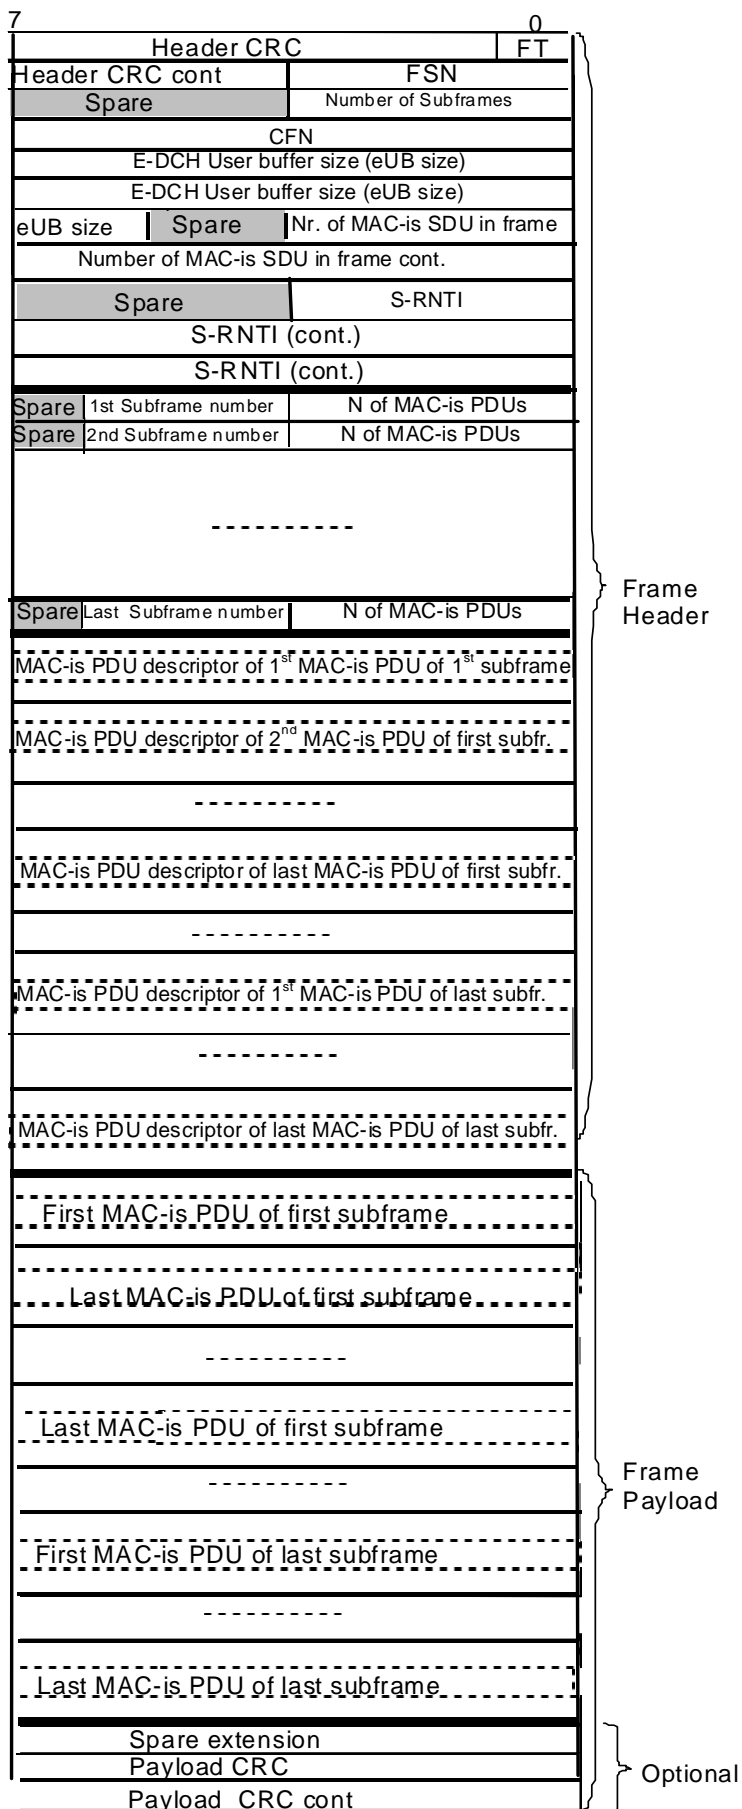 7 0
Header CRC FT
Header CRC cont FSN
Spare Number of Subframes
CFN
E-DCH User buffer size (eUB size)
E-DCH User buffer size (eUB size)
eUB size Spare Nr. of MAC-is SDU in frame
Number of MAC-is SDU in frame cont.
Spare S-RNTI
S-RNTI (cont.)
S-RNTI (cont.)
Spare 1st Subframe number N of MAC-is PDUs
Spare 2nd Subframe number N of MAC-is PDUs
Frame
Header
Spare Last Subframe number N of MAC-is PDUs
MAC-is PDU descriptor of 1st MAC-is PDU of 1st subframe
MAC-is PDU descriptor of 2nd MAC-is PDU of first subfr.
MAC-is PDU descriptor of last MAC-is PDU of first subfr.
MAC-is PDU descriptor of 1st MAC-is PDU of last subfr.
MAC-is PDU descriptor of last MAC-is PDU of last subfr.
First MAC-is PDU of first subframe
Last MAC-is PDU of first subframe
Last MAC-is PDU of first subframe
Frame
Payload
First MAC-is PDU of last subframe
Last MAC-is PDU of last subframe
Spare extension
Payload CRC
Optional
Payload CRC cont